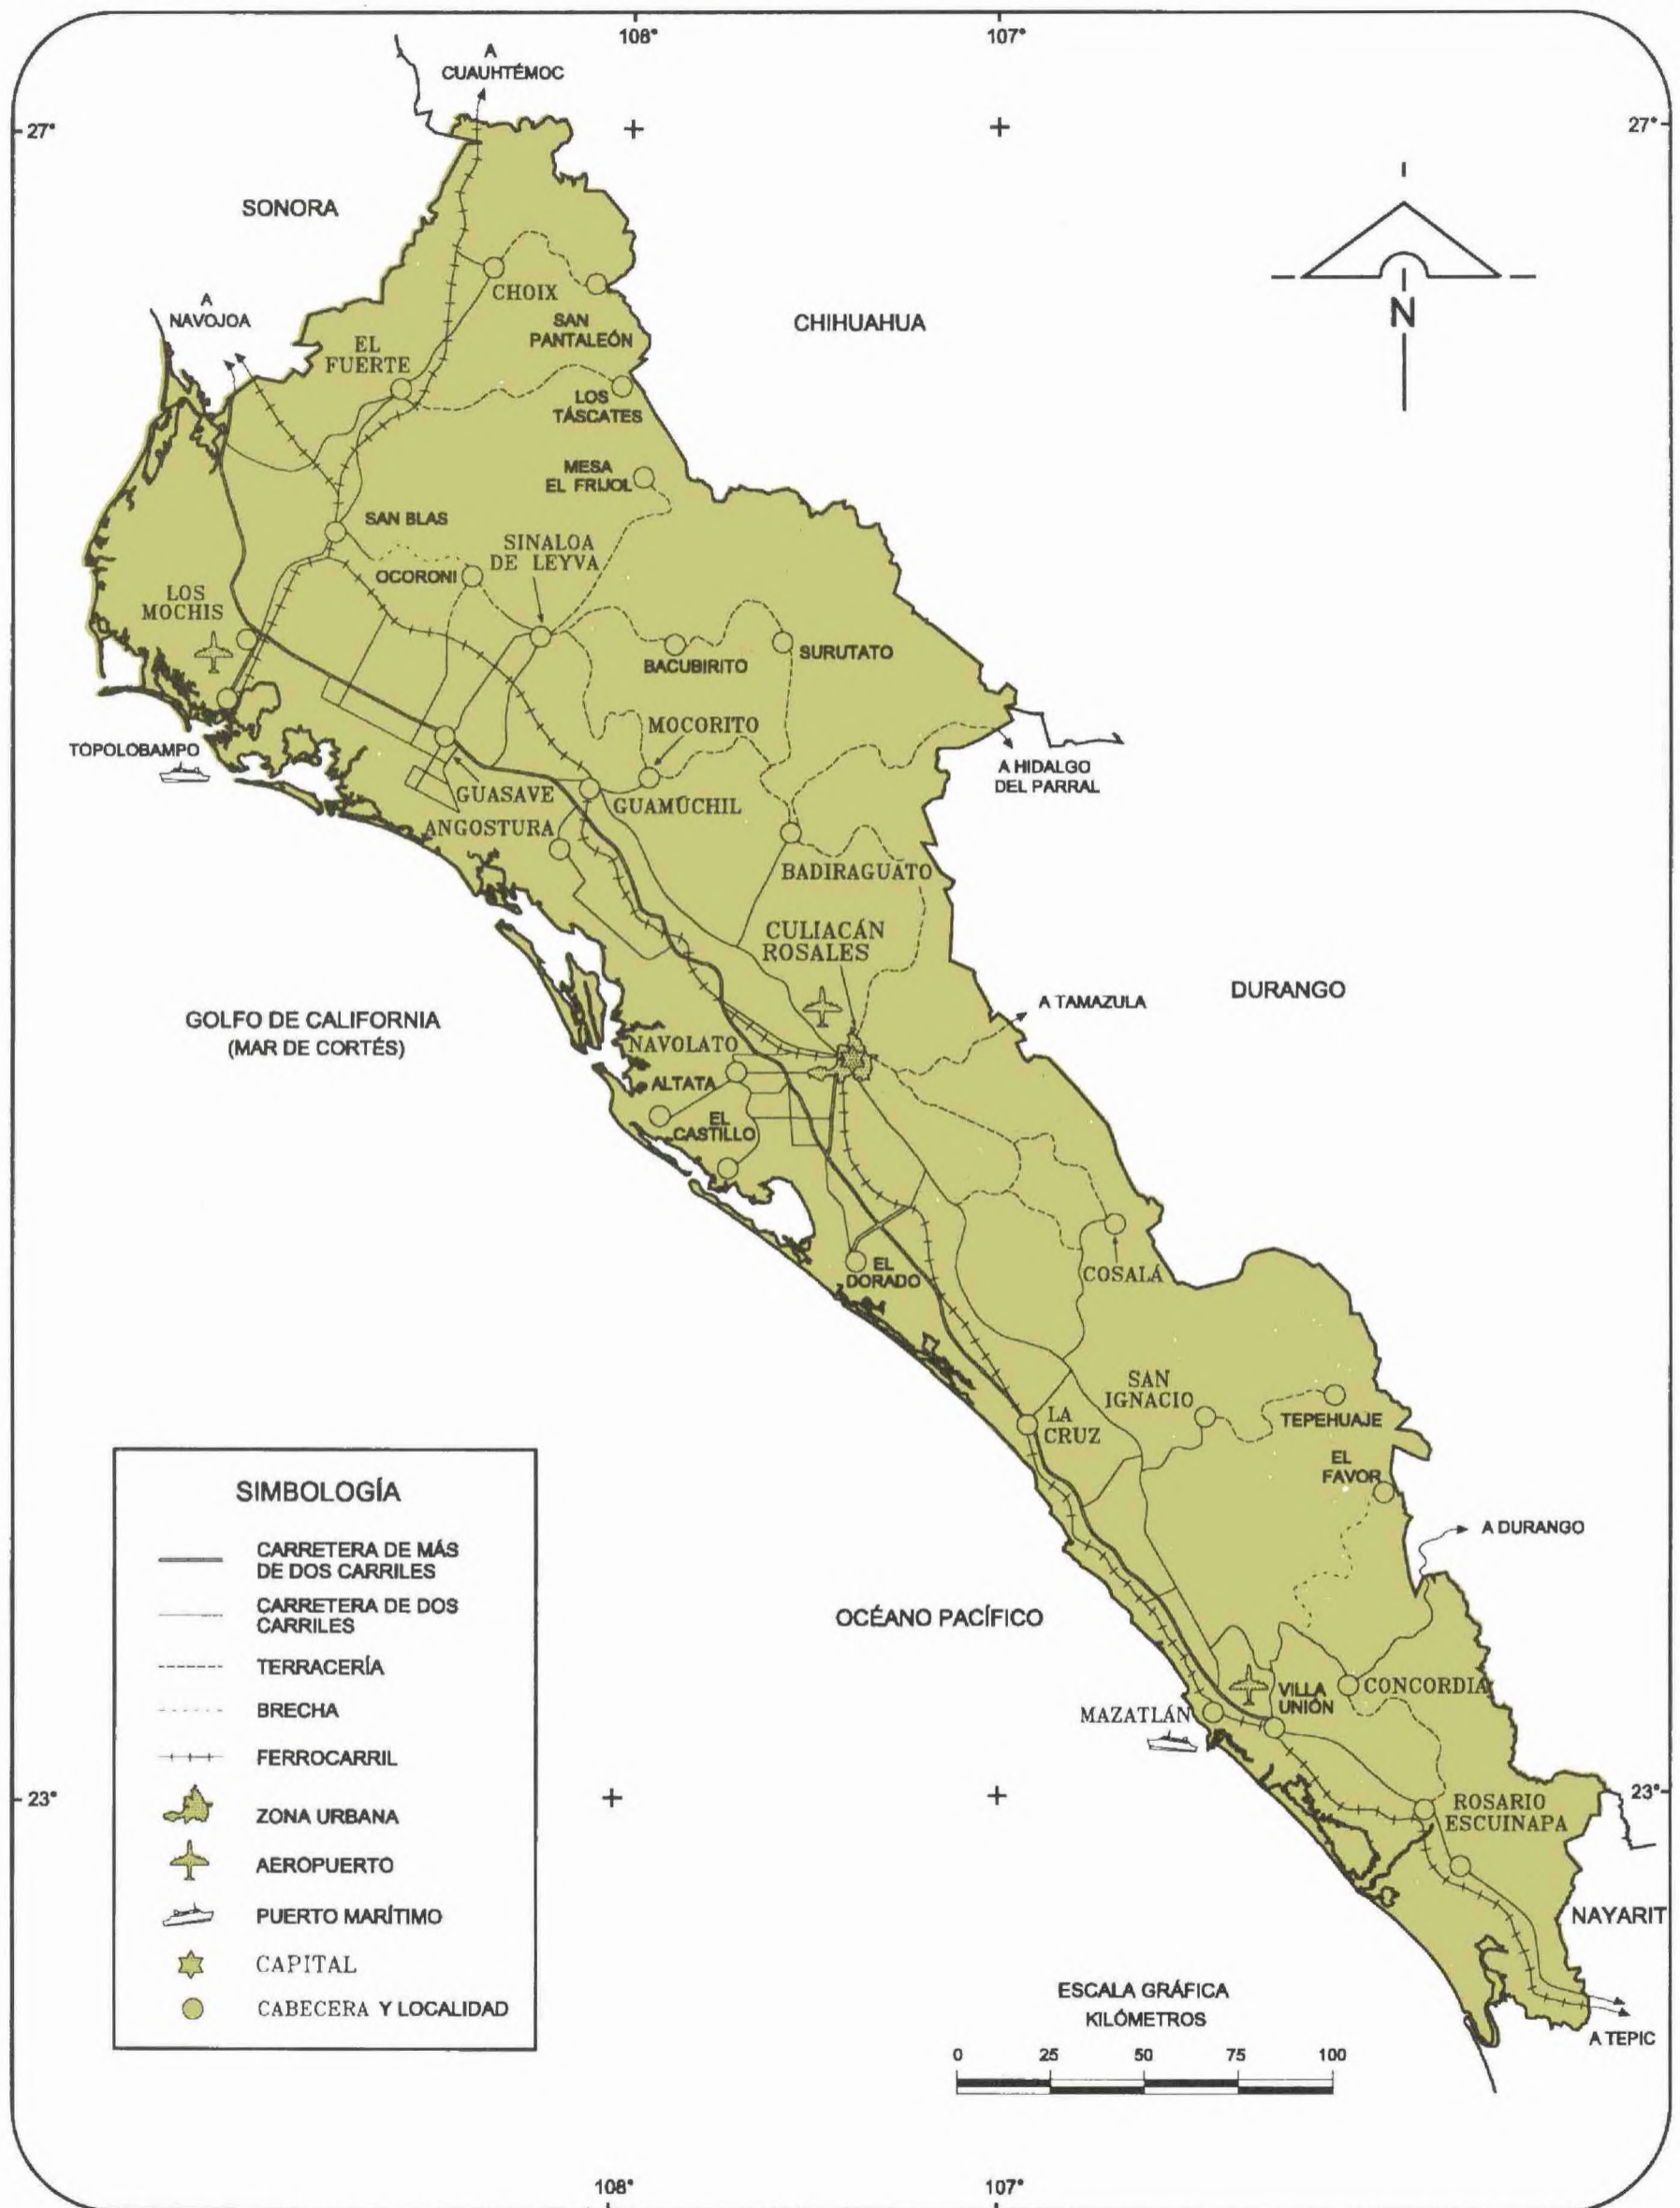 108°
107°
A
CUAUHTÉMOC
27°
27°
SONORA
A
NAVOJOA
CHOIX
SAN
PANTALEÓN
CHIHUAHUA
N
EL
FUERTE
LOS
TÁSCATES
MESA
EL FRIJOL
SAN BLAS
SINALOA
DE LEYVA
OCORONI
LOS
MOCHIS
BACUBIRITO
SURUTATO
MOCORITO
TOPOLOBAMPO
A HIDALGO
DEL PARRAL
GUASAVE
GUAMÚCHIL
ANGOSTURA
BADIRAGUATO
CULIACÁN
ROSALES
DURANGO
A TAMAZULA
GOLFO DE CALIFORNIA
(MAR DE CORTÉS)
NAVOLATO
ALTATA
EL
CASTILLO
EL
DORADO
COSALÁ
SAN
IGNACIO
TEPEHUAJE
LA
CRUZ
EL
FAVOR
A DURANGO
OCÉANO PACÍFICO
CONCORDIA
VILLA
UNIÓN
MAZATLÁN
23°
23°
ROSARIO
ESCUINAPA
NAYARIT
A TEPIC
SIMBOLOGÍA
CARRETERA DE MÁS
DE DOS CARRILES
CARRETERA DE DOS
CARRILES
TERRACERÍA
BRECHA
FERROCARRIL
ZONA URBANA
AEROPUERTO
PUERTO MARÍTIMO
CAPITAL
CABECERA Y LOCALIDAD
ESCALA GRÁFICA
KILÓMETROS
0 25 50 75 100
108°
107°